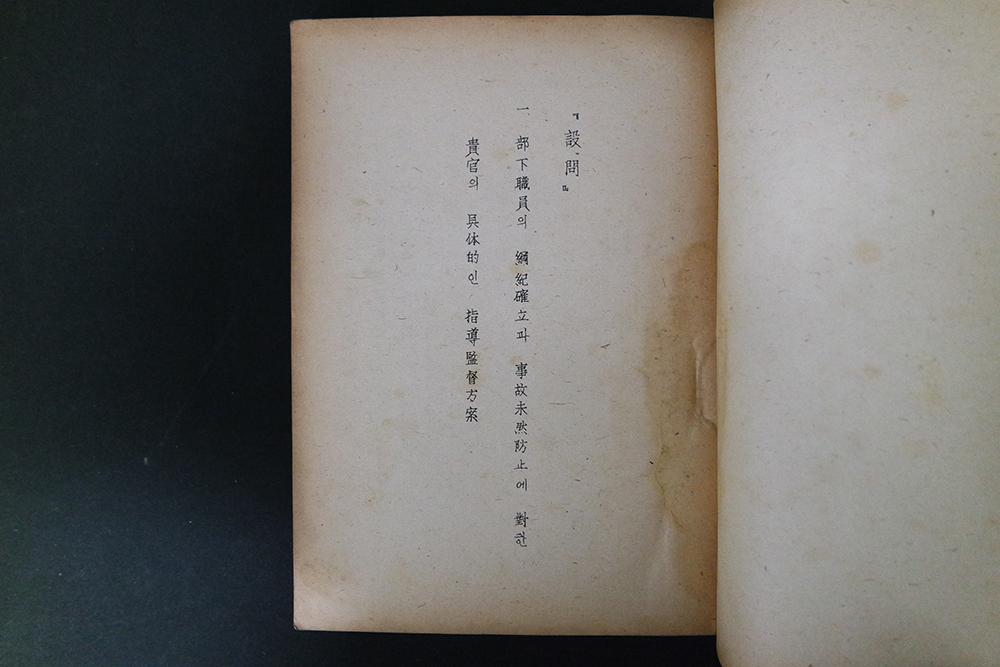 『設問』
一 部下職員의 綱紀確立과 事故未然防止에 對한
貴官의 具体的인 指導監督方案